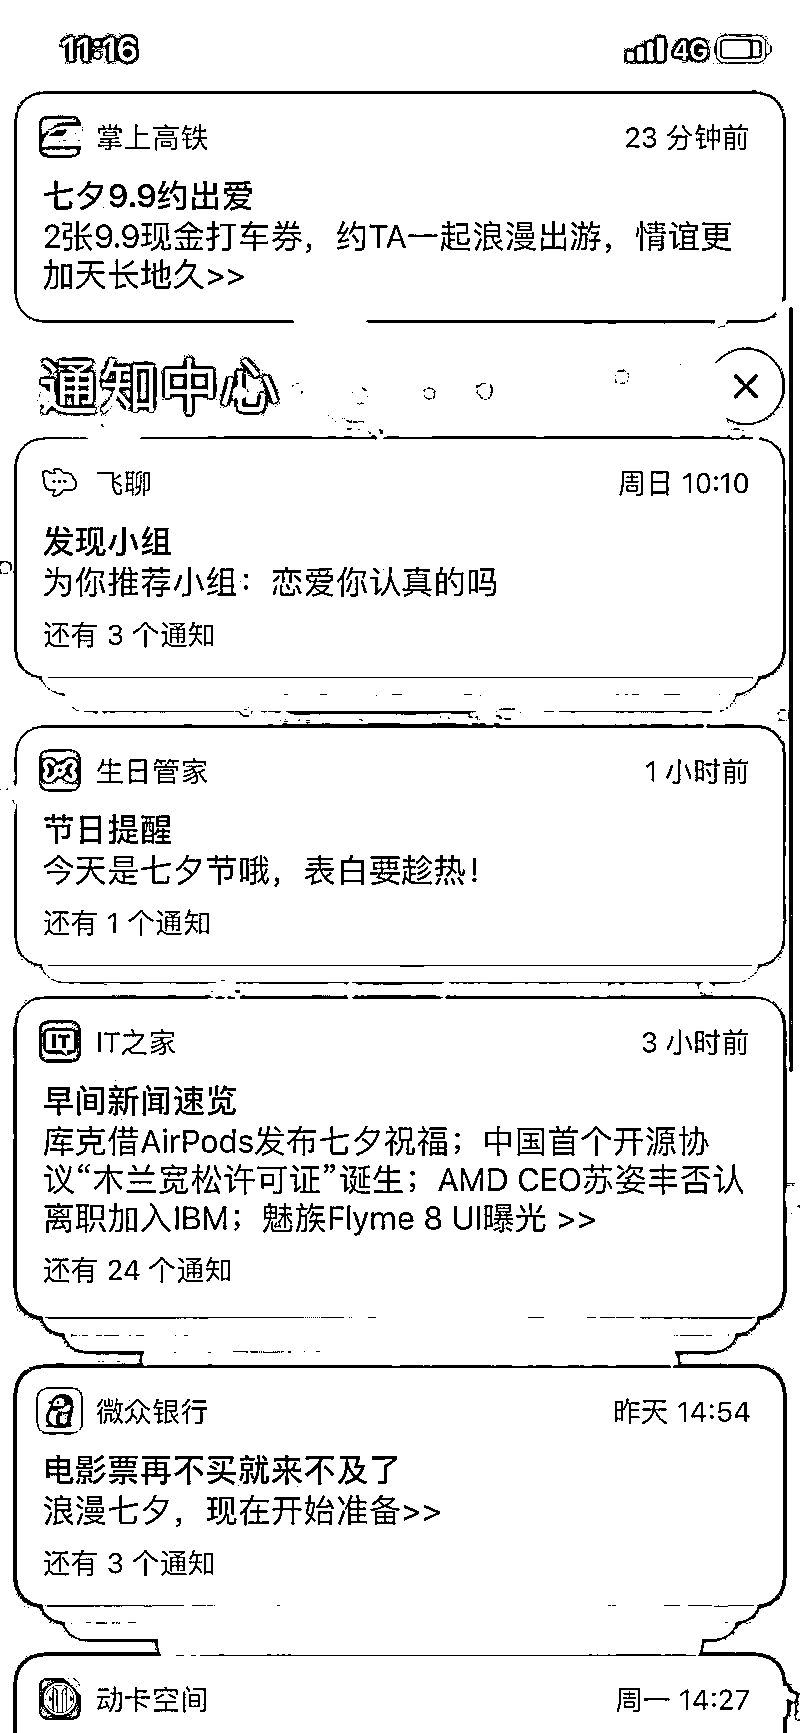 11:16
4G
掌上高铁
23 分钟前
七夕9.9约出爱
2张9.9现金打车券，约TA一起浪漫出游，情谊更
加天长地久>>
通知中心
飞聊
周日 10:10
发现小组
为你推荐小组：恋爱你认真的吗
还有 3 个通知
生日管家
1 小时前
节日提醒
今天是七夕节哦，表白要趁热！
还有 1 个通知
IT
IT之家
3 小时前
早间新闻速览
库克借AirPods发布七夕祝福；中国首个开源协
议“木兰宽松许可证”诞生；AMD CEO苏姿丰否认
离职加入IBM；魅族Flyme 8 UI曝光 >>
还有 24 个通知
微众银行
昨天 14:54
电影票再不买就来不及了
浪漫七夕，现在开始准备>>
还有 3 个通知
动卡空间
周一 14:27